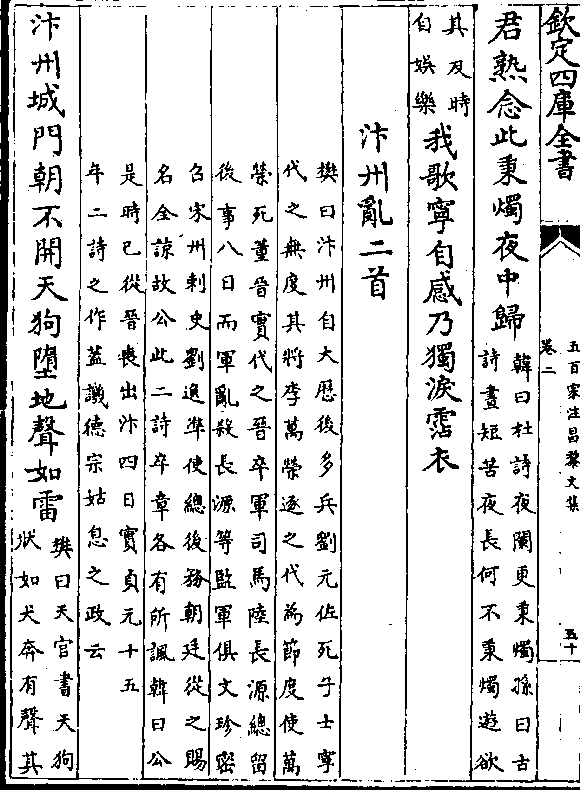 欽定四庫全書
五百家注昌黎文集
卷二
五十
君熟念此秉燭夜中歸
韓曰杜詩夜闌更秉燭孫曰古
詩晝短苦夜長何不秉燭遊欲
其及時
自娛樂
我歌寧自慼乃獨淚霑衣
汴州亂二首
樊曰汴州自大厯後多兵劉元佐死子士寧
代之無度其將李萬榮逐之代為節度使萬
榮死董晉實代之晉卒軍司馬陸長源總留
後事八日而軍亂殺長源等監軍俱文珍密
召宋州刺史劉逸準使總後務朝廷從之賜
名全諒故公此二詩卒章各有所諷韓曰公
是時已從晉喪出汴四日實貞元十五
年二詩之作蓋譏德宗姑息之政云
汴州城門朝不開天狗墮地聲如雷
樊曰天官書天狗
狀如犬奔有聲其